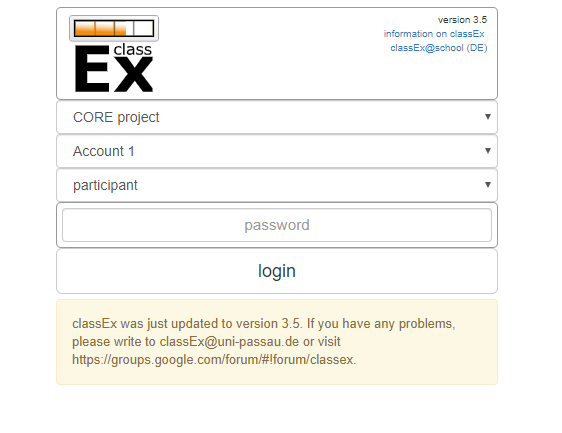 version 3.5
information on classEx
classEx@school (DE)
class
Ex
CORE project
Account 1
participant
password
login
classEx was just updated to version 3.5. If you have any problems,
please write to classEx@uni-passau.de or visit
https://groups.google.com/forum/#!forum/classex.